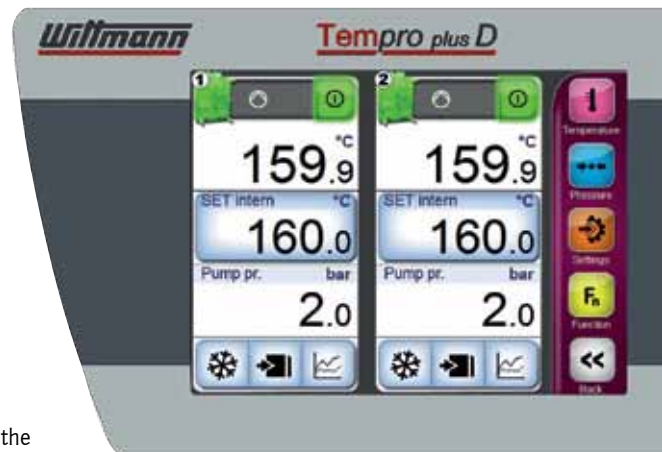 Wittmann
Tempro plus D
1
2
°C
159.9
SET intern °C
160.0
Pump pr. bar
2.0
°C
159.9
SET intern °C
160.0
Pump pr. bar
2.0
Temperature
Pressure
Settings
Fn
Function
Back
the